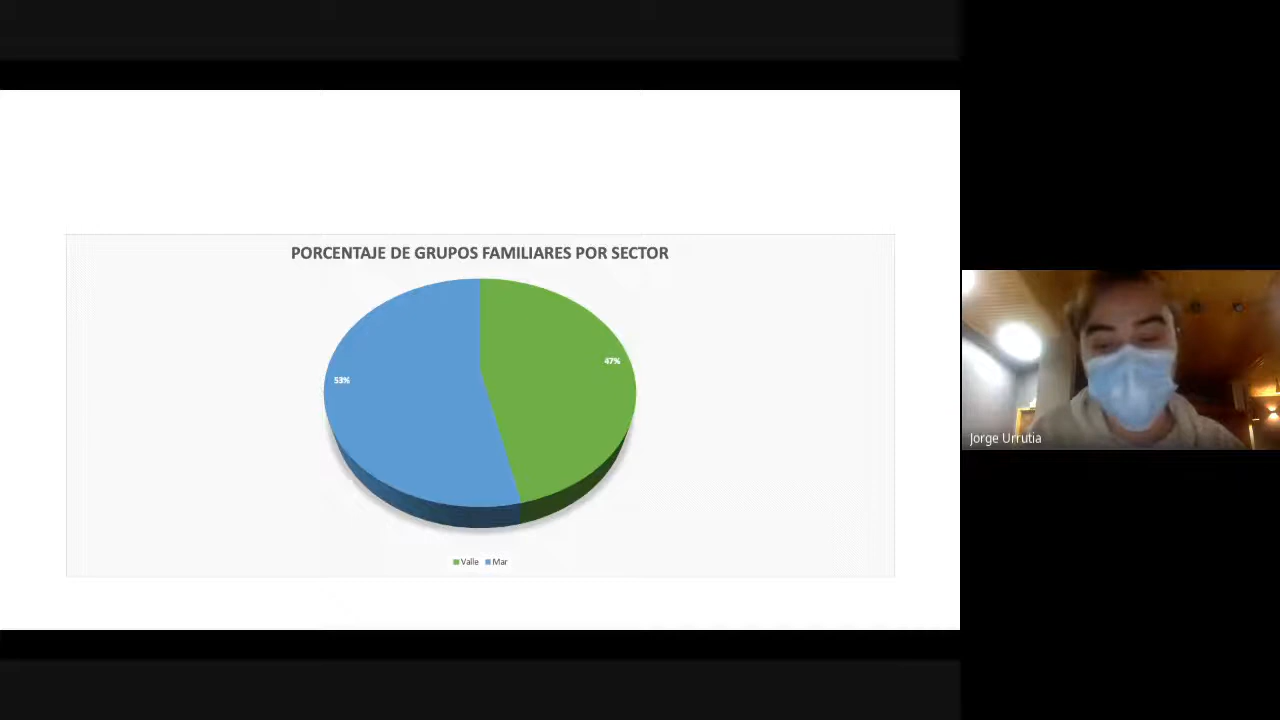 PORCENTAJE DE GRUPOS FAMILIARES POR SECTOR
47%
53%
Valle Mar
Jorge Urrutia